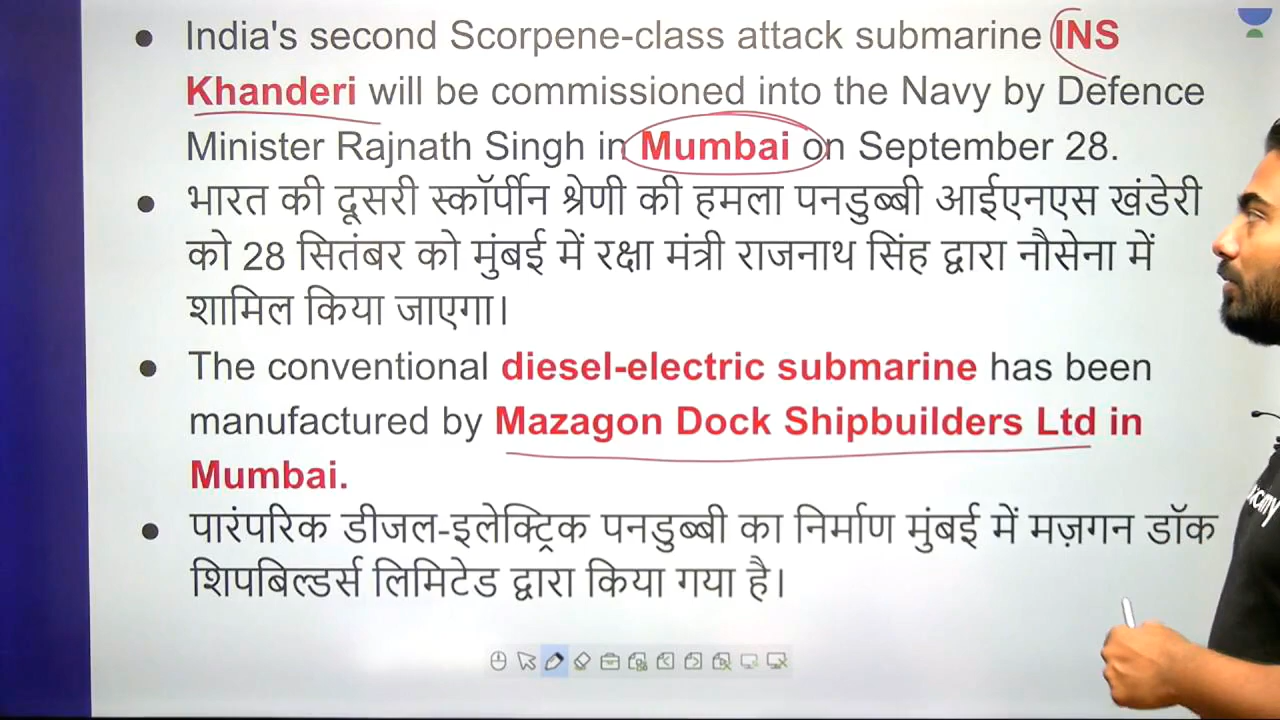 India's second Scorpene-class attack submarine INS
Khanderi will be commissioned into the Navy by Defence
Minister Rajnath Singh in Mumbai on September 28.
भारत की दूसरी स्कॉर्पीन श्रेणी की हमला पनडुब्बी आईएनएस खंडेरी
को 28 सितंबर को मुंबई में रक्षा मंत्री राजनाथ सिंह द्वारा नौसेना में
शामिल किया जाएगा।
The conventional diesel-electric submarine has been
manufactured by Mazagon Dock Shipbuilders Ltd in
Mumbai.
पारंपरिक डीजल-इलेक्ट्रिक पनडुब्बी का निर्माण मुंबई में मज़गन डॉक
शिपबिल्डर्स लिमिटेड द्वारा किया गया है।